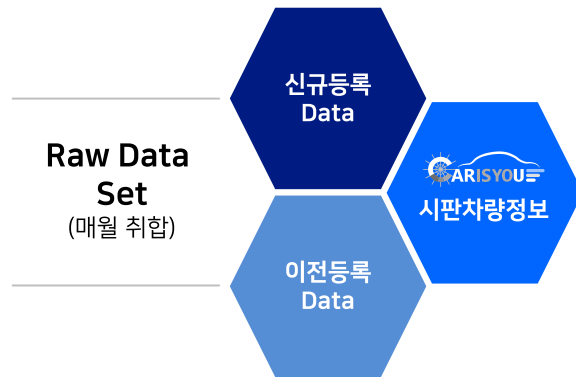 신규등록
Data
Raw Data
Set
(매월 취합)
CARISYOU
시판차량정보
이전등록
Data